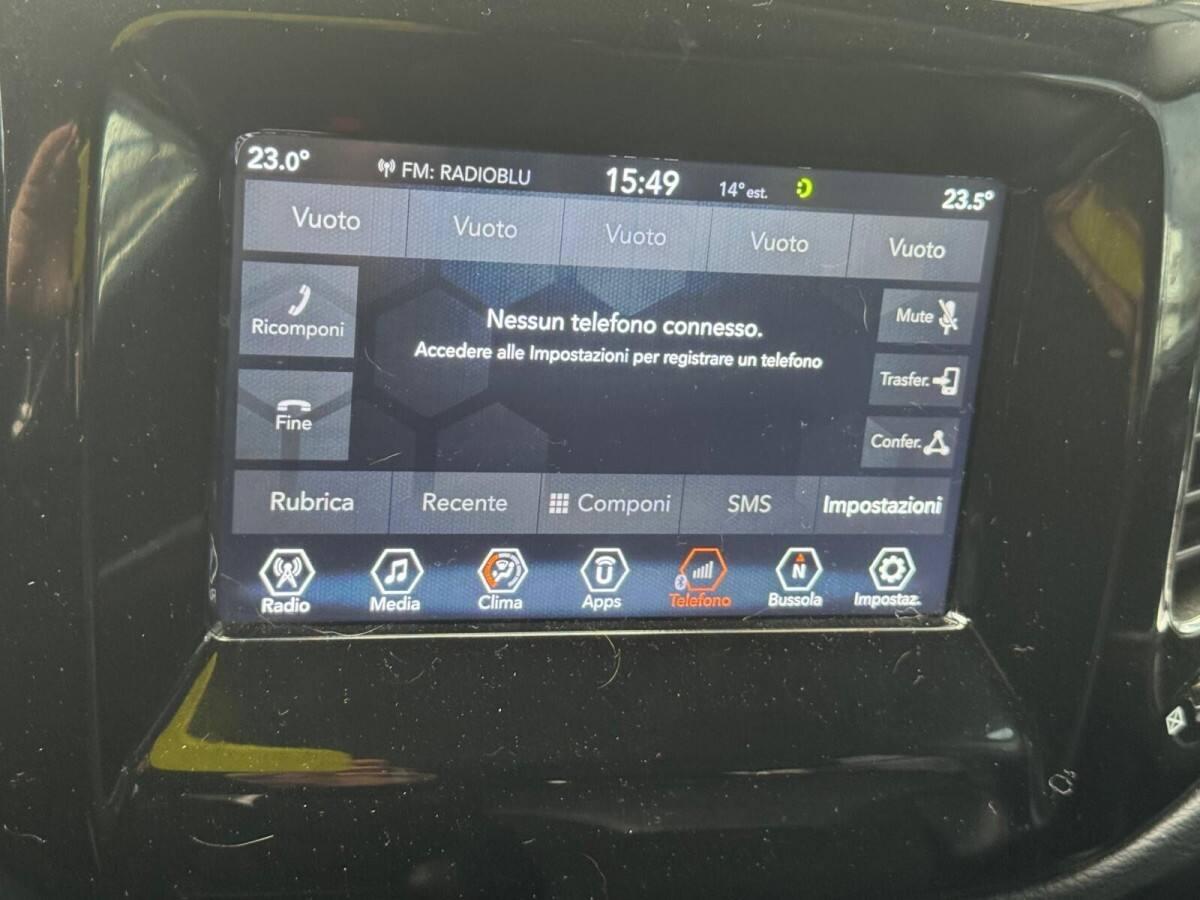 23.0° FM: RADIOBLU 15:49 14° est. 23.5°
Vuoto Vuoto Vuoto Vuoto Vuoto
Ricomponi
Nessun telefono connesso.
Accedere alle Impostazioni per registrare un telefono
Mute
Trasfer.
Fine
Confer.
Rubrica Recente Componi SMS Impostazioni
N
Radio Media Clima Apps Telefono Bussola Impostaz.